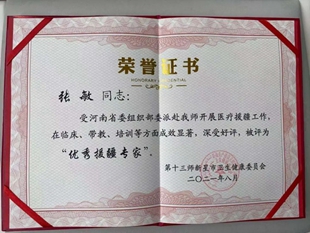 荣誉证书
HONORARY CREDENTIAL
张敏 同志:
受河南省委组织部委派赴我师开展医疗援疆工作,
在临床、带教、培训等方面成效显著,深受好评,被评为
“优秀援疆专家”。
第十三师新星市卫生健康委员会
二〇二一年八月